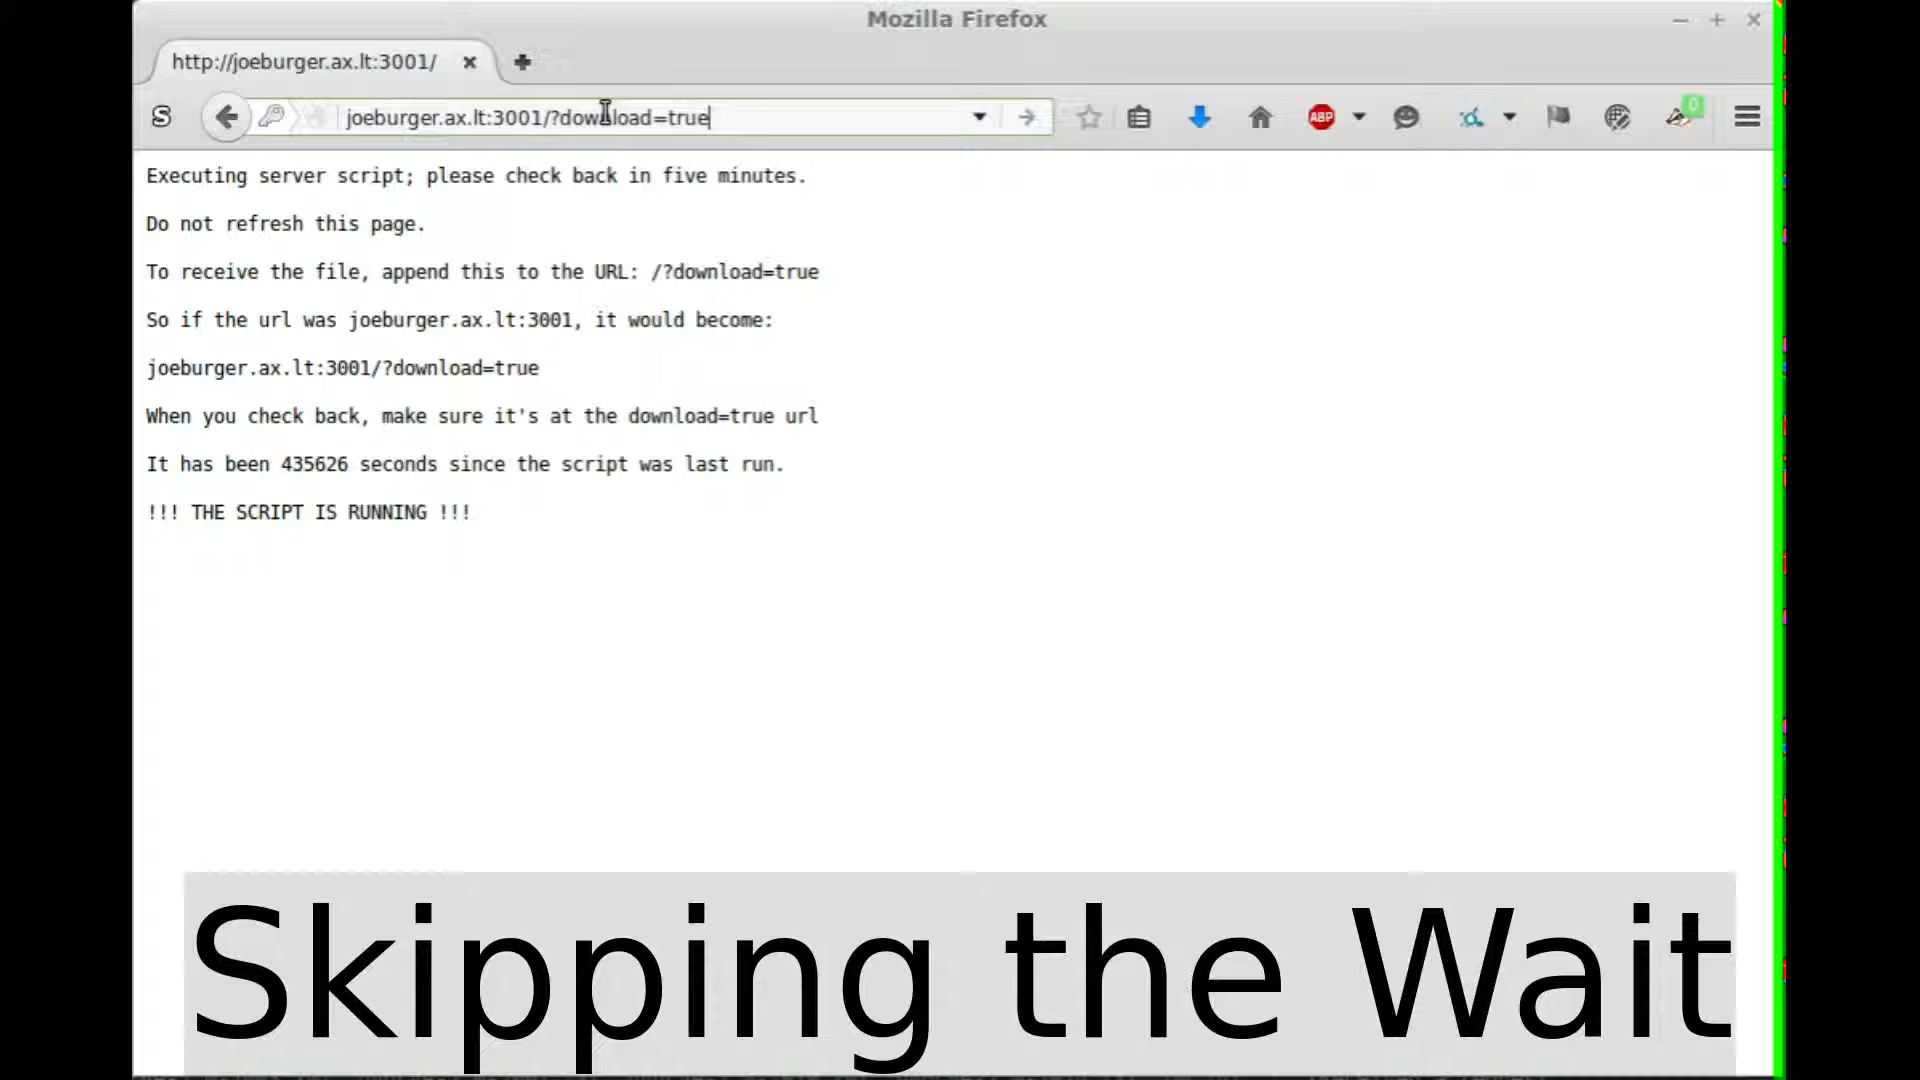 Mozilla Firefox
http://joeburger.ax.lt:3001/
S joeburger.ax.lt:3001/?download=true ABP 0
Executing server script; please check back in five minutes.
Do not refresh this page.
To receive the file, append this to the URL: /?download=true
So if the url was joeburger.ax.lt:3001, it would become:
joeburger.ax.lt:3001/?download=true
When you check back, make sure it's at the download=true url
It has been 435626 seconds since the script was last run.
!!! THE SCRIPT IS RUNNING !!!
Skipping the Wait